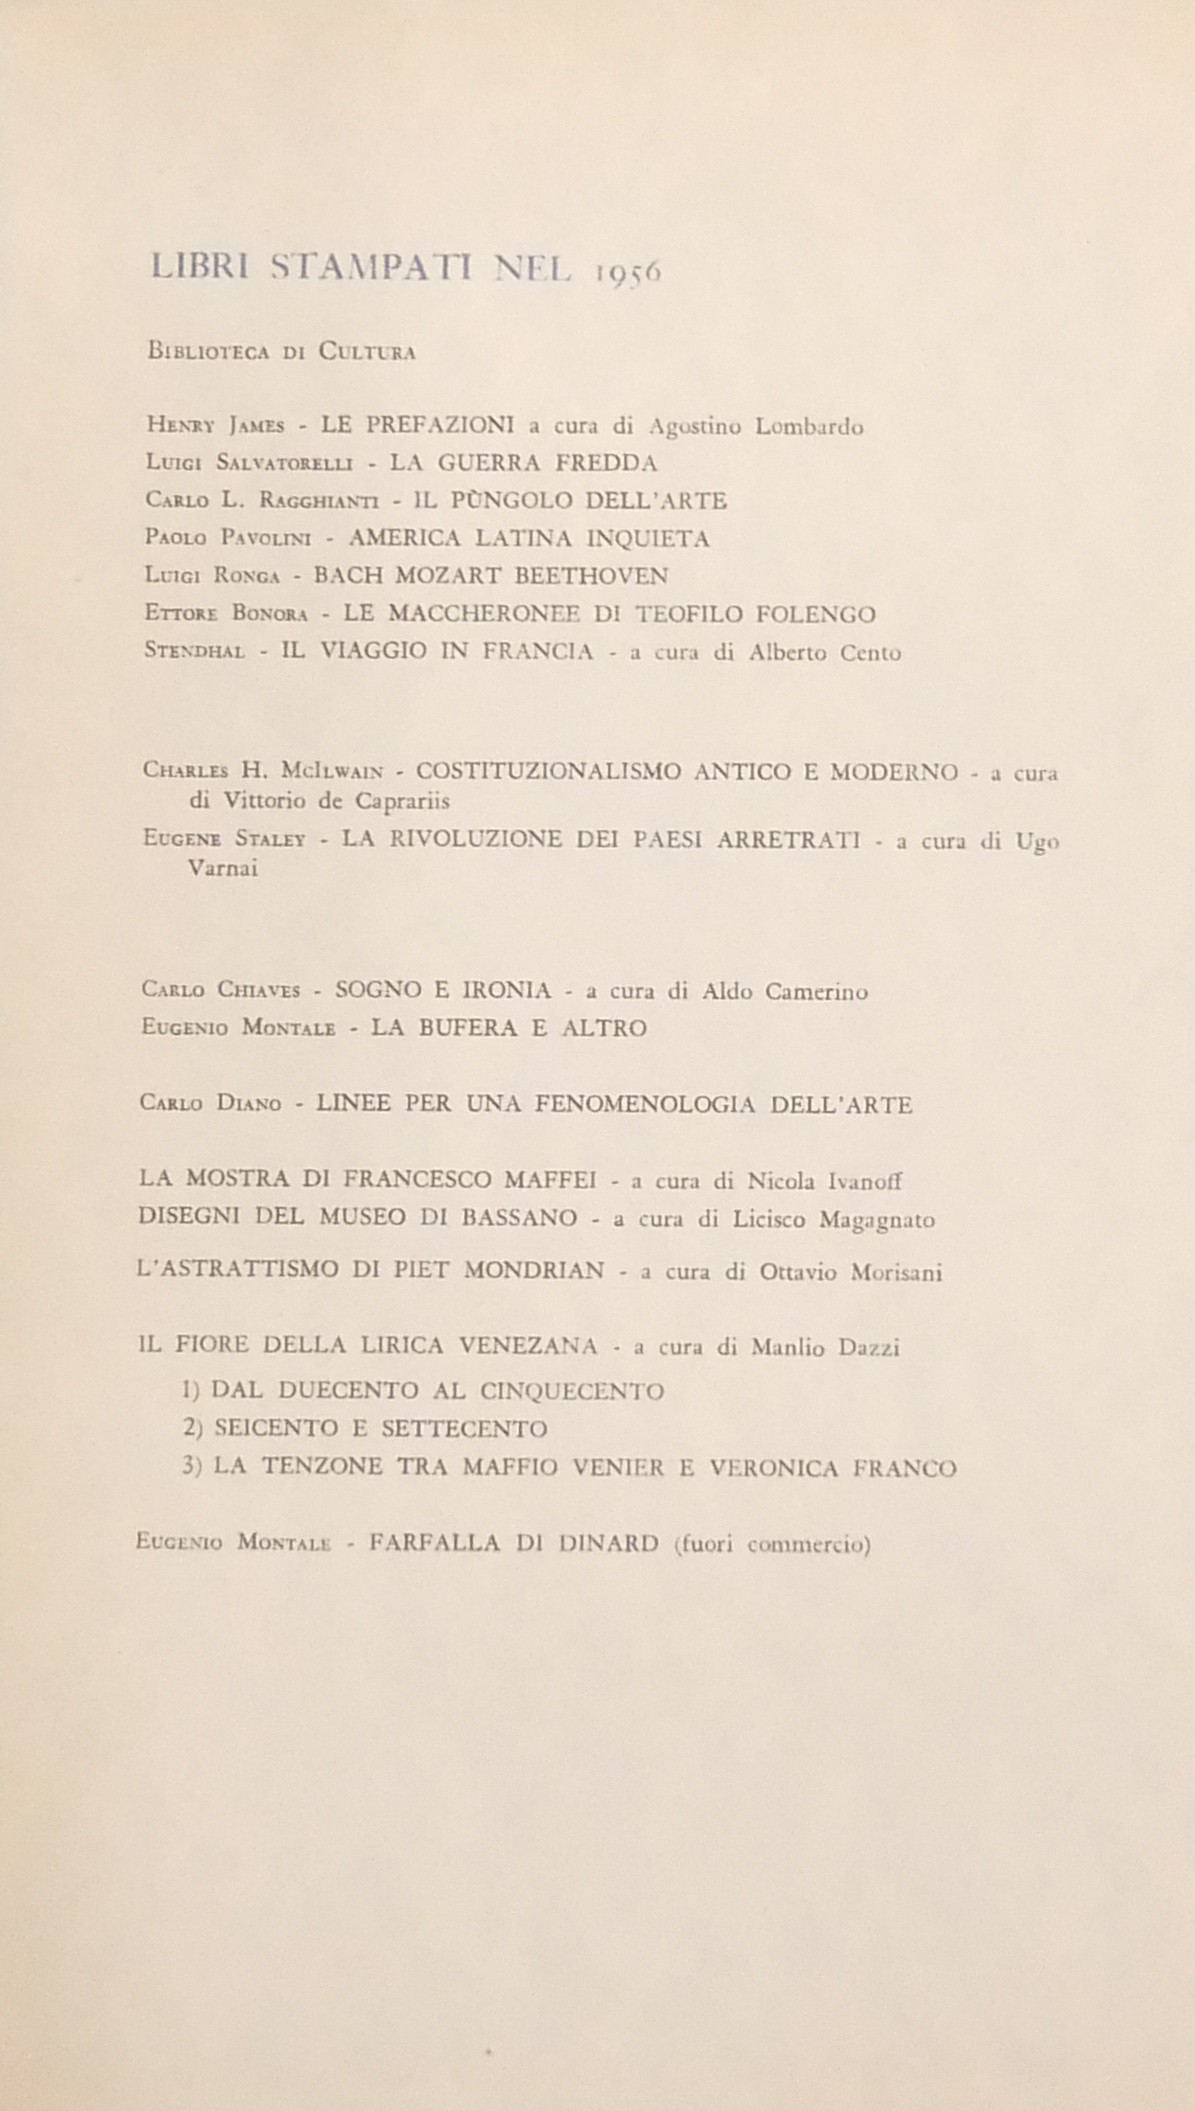 LIBRI STAMPATI NEL 1956
BIBLIOTECA DI CULTURA
HENRY JAMES - LE PREFAZIONI a cura di Agostino Lombardo
LUIGI SALVATORELLI - LA GUERRA FREDDA
CARLO L. RAGGHIANTI - IL PÙNGOLO DELL'ARTE
PAOLO PAVOLINI - AMERICA LATINA INQUIETA
LUIGI RONGA - BACH MOZART BEETHOVEN
ETTORE BONORA - LE MACCHERONEE DI TEOFILO FOLENGO
STENDHAL - IL VIAGGIO IN FRANCIA - a cura di Alberto Cento
CHARLES H. McILWAIN - COSTITUZIONALISMO ANTICO E MODERNO - a cura
di Vittorio de Caprariis
EUGENE STALEY - LA RIVOLUZIONE DEI PAESI ARRETRATI - a cura di Ugo
Varnai
CARLO CHIAVES - SOGNO E IRONIA - a cura di Aldo Camerino
EUGENIO MONTALE - LA BUFERA E ALTRO
CARLO DIANO - LINEE PER UNA FENOMENOLOGIA DELL'ARTE
LA MOSTRA DI FRANCESCO MAFFEI - a cura di Nicola Ivanoff
DISEGNI DEL MUSEO DI BASSANO - a cura di Licisco Magagnato
L'ASTRATTISMO DI PIET MONDRIAN - a cura di Ottavio Morisani
IL FIORE DELLA LIRICA VENEZANA - a cura di Manlio Dazzi
1) DAL DUECENTO AL CINQUECENTO
2) SEICENTO E SETTECENTO
3) LA TENZONE TRA MAFFIO VENIER E VERONICA FRANCO
EUGENIO MONTALE - FARFALLA DI DINARD (fuori commercio)